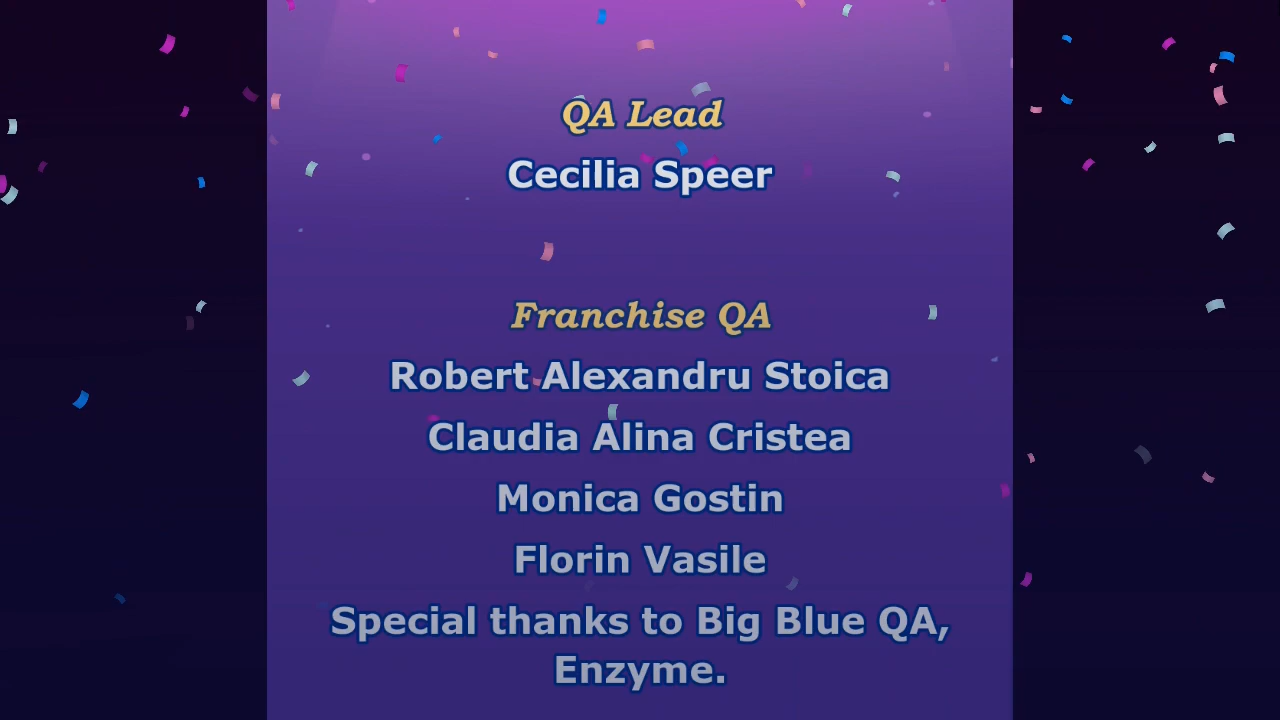 QA Lead
Cecilia Speer
Franchise QA
Robert Alexandru Stoica
Claudia Alina Cristea
Monica Gostin
Florin Vasile
Special thanks to Big Blue QA,
Enzyme.